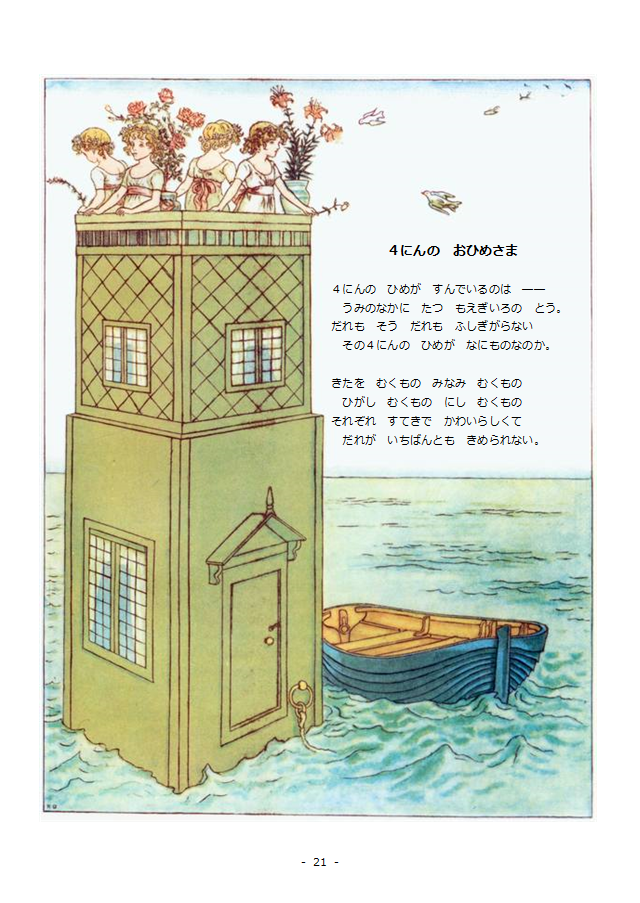 ４にんの　おひめさま
４にんの　ひめが　すんでいるのは　――
　うみのなかに　たつ　もえぎいろの　とう。
だれも　そう　だれも　ふしぎがらない
　その４にんの　ひめが　なにものなのか。
きたを　むくもの　みなみ　むくもの
　ひがし　むくもの　にし　むくもの
それぞれ　すてきで　かわいらしくて
　だれが　いちばんとも　きめられない。
K G
- 21 -